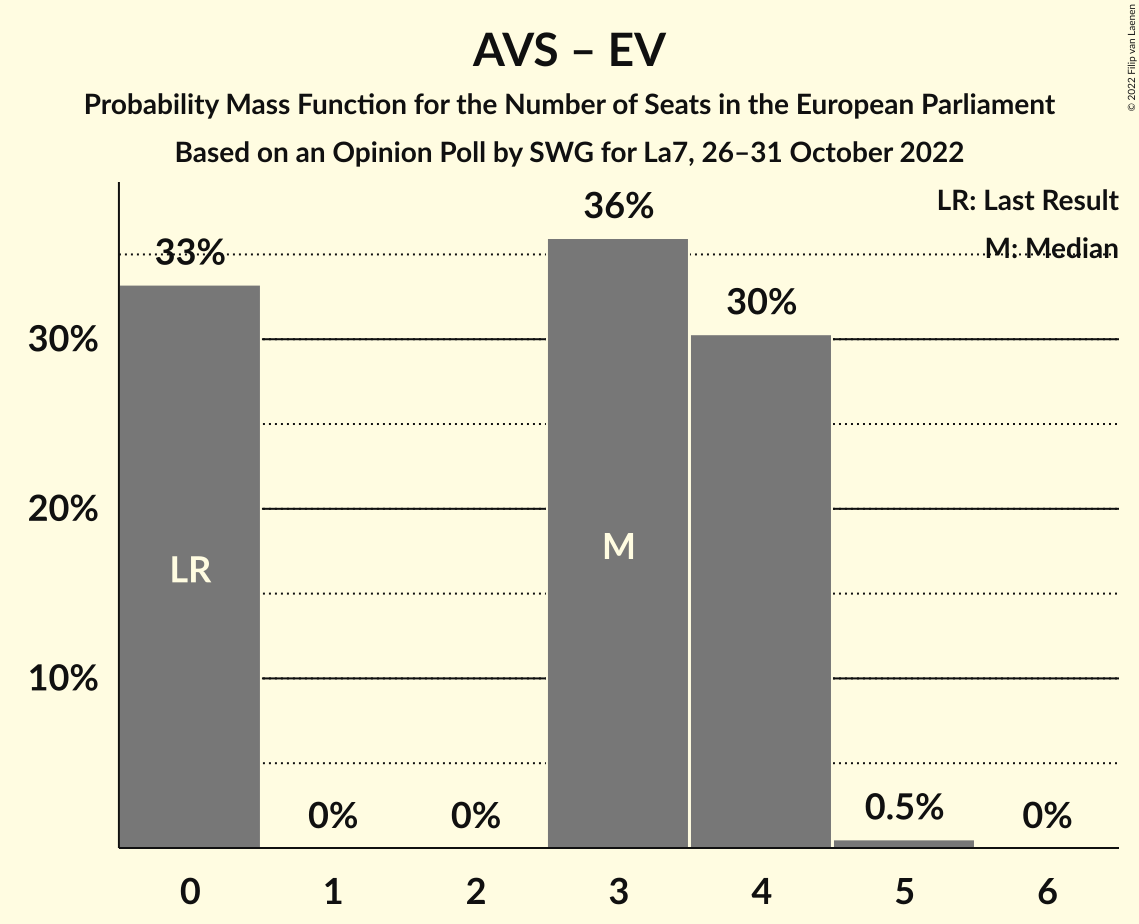 AVS – EV
Probability Mass Function for the Number of Seats in the European Parliament
Based on an Opinion Poll by SWG for La7, 26–31 October 2022
© 2022 Filip van Laenen
LR: Last Result
M: Median
33%
0%
0%
36%
30%
0.5%
0%
30%
20%
10%
LR
M
0
1
2
3
4
5
6